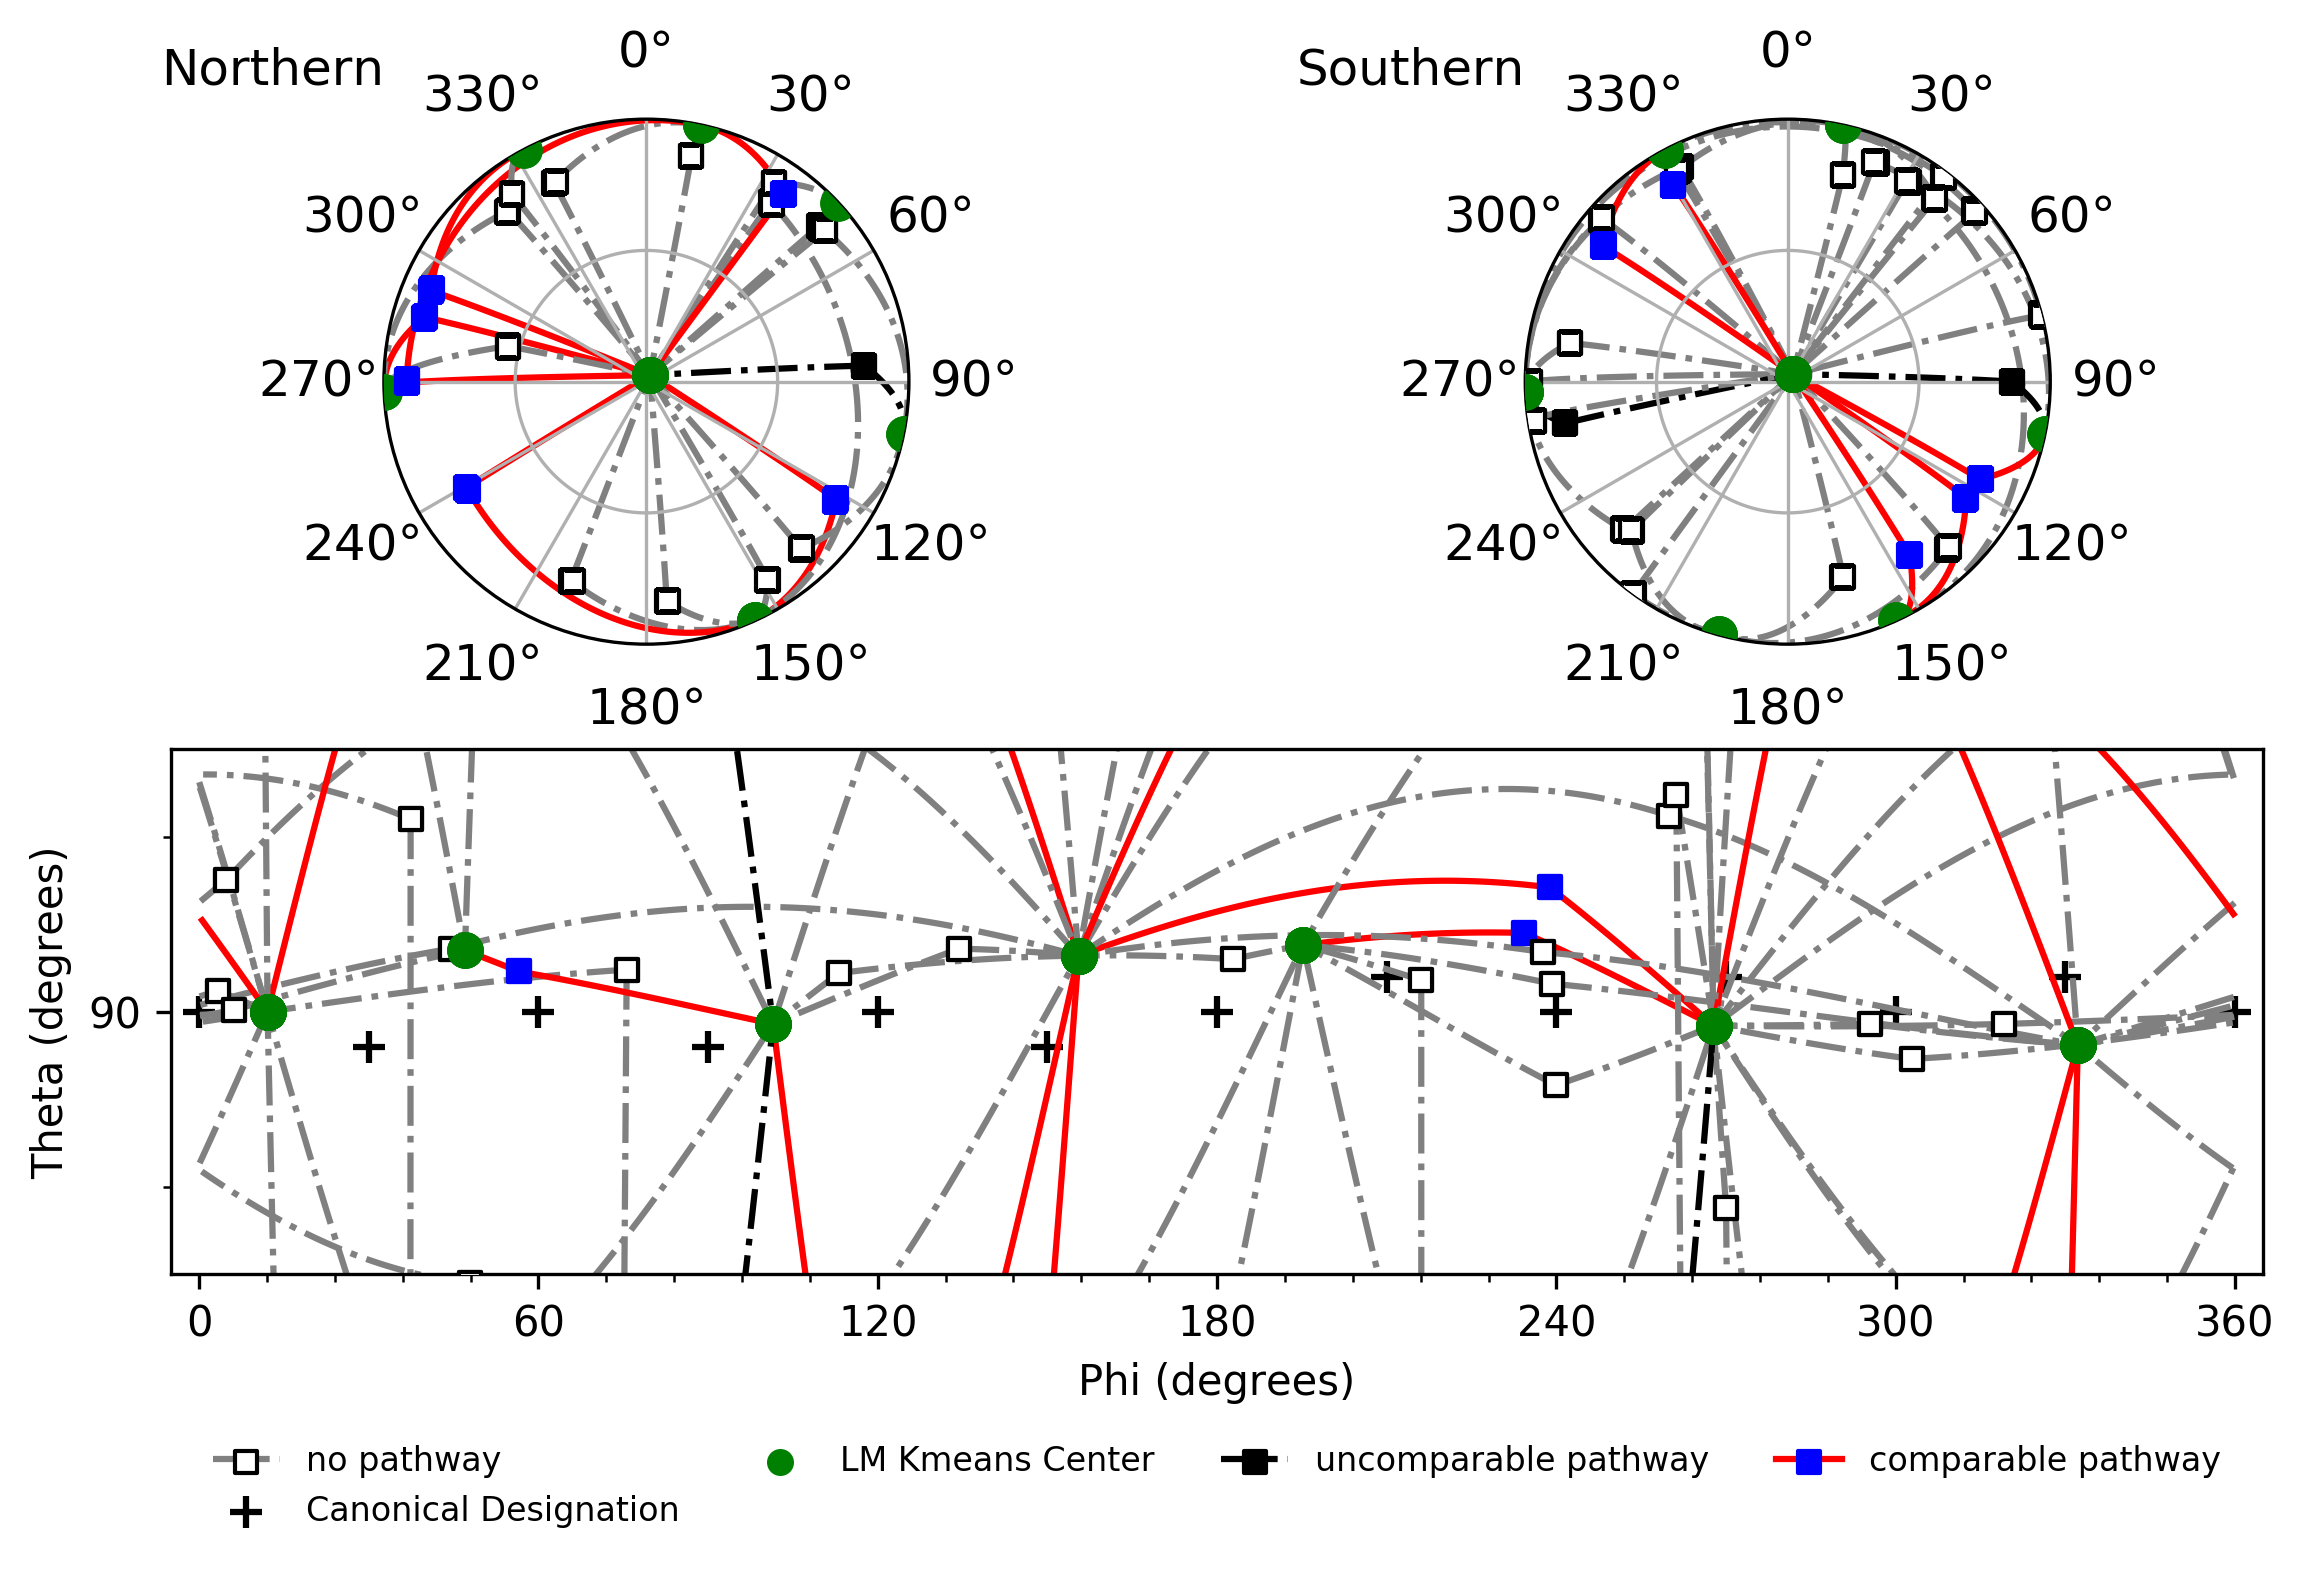 Northern
0°
330°
30°
300°
60°
270°
90°
240°
120°
210°
150°
180°
Southern
0°
330°
30°
300°
60°
270°
90°
240°
120°
210°
150°
180°
Theta (degrees)
90
0 60 120 180 240 300 360
Phi (degrees)
no pathway
LM Kmeans Center
uncomparable pathway
comparable pathway
Canonical Designation